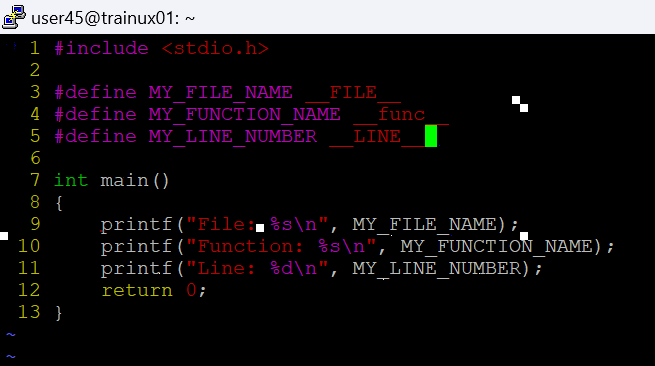 user45@trainux01: ~
1 #include <stdio.h>
2
3 #define MY_FILE_NAME __FILE__
4 #define MY_FUNCTION_NAME __func__
5 #define MY_LINE_NUMBER __LINE__
6
7 int main()
8 {
9     printf("File: %s\n", MY_FILE_NAME);
10     printf("Function: %s\n", MY_FUNCTION_NAME);
11     printf("Line: %d\n", MY_LINE_NUMBER);
12     return 0;
13 }
~
~